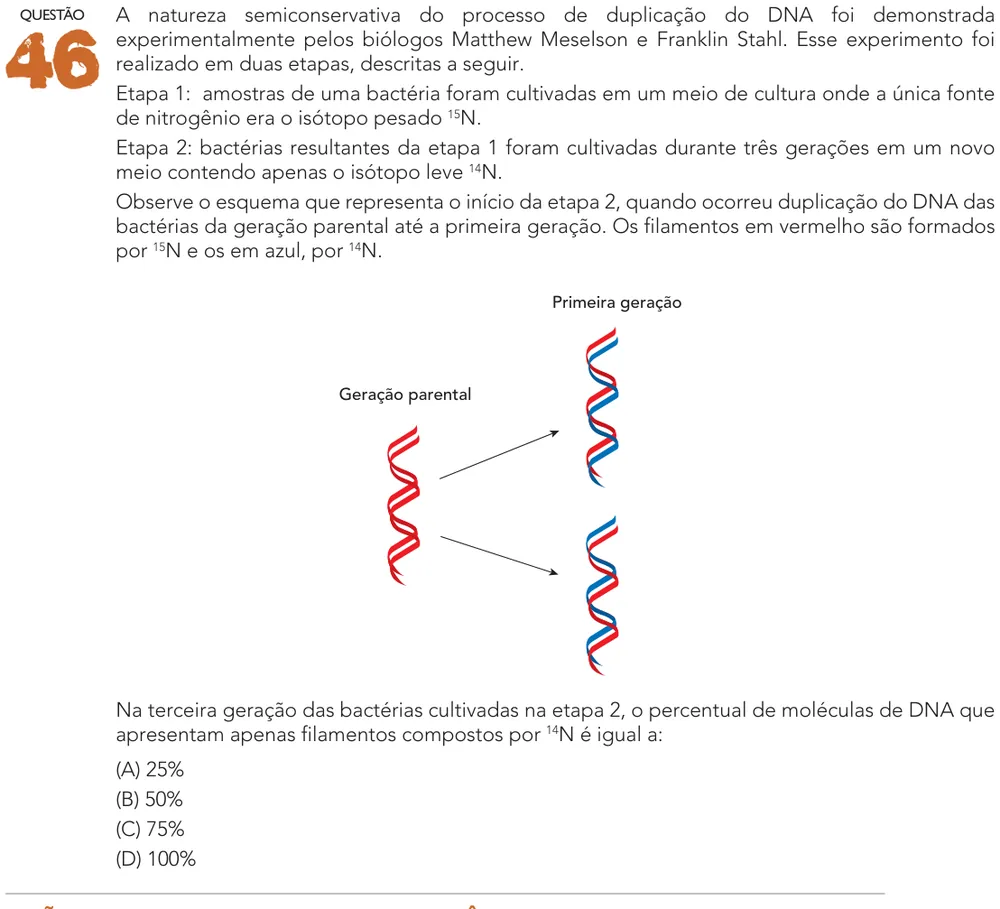 QUESTÃO
46
A natureza semiconservativa do processo de duplicação do DNA foi demonstrada
experimentalmente pelos biólogos Matthew Meselson e Franklin Stahl. Esse experimento foi
realizado em duas etapas, descritas a seguir.
Etapa 1: amostras de uma bactéria foram cultivadas em um meio de cultura onde a única fonte
de nitrogênio era o isótopo pesado ¹⁵N.
Etapa 2: bactérias resultantes da etapa 1 foram cultivadas durante três gerações em um novo
meio contendo apenas o isótopo leve ¹⁴N.
Observe o esquema que representa o início da etapa 2, quando ocorreu duplicação do DNA das
bactérias da geração parental até a primeira geração. Os filamentos em vermelho são formados
por ¹⁵N e os em azul, por ¹⁴N.
Primeira geração
Geração parental
Na terceira geração das bactérias cultivadas na etapa 2, o percentual de moléculas de DNA que
apresentam apenas filamentos compostos por ¹⁴N é igual a:
(A) 25%
(B) 50%
(C) 75%
(D) 100%